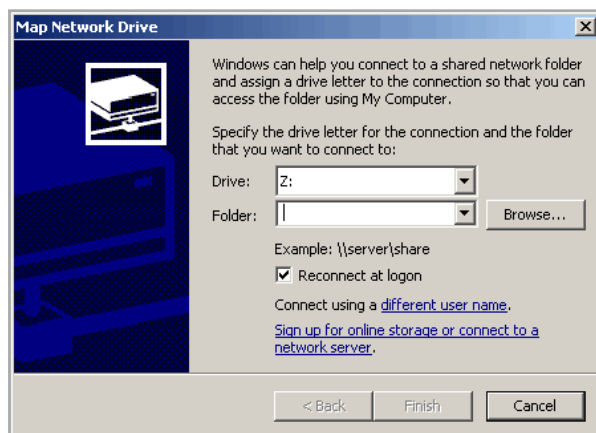 Map Network Drive
Windows can help you connect to a shared network folder
and assign a drive letter to the connection so that you can
access the folder using My Computer.
Specify the drive letter for the connection and the folder
that you want to connect to:
Drive: Z:
Folder: Browse...
Example: \\server\share
Reconnect at logon
Connect using a different user name.
Sign up for online storage or connect to a
network server.
< Back Finish Cancel